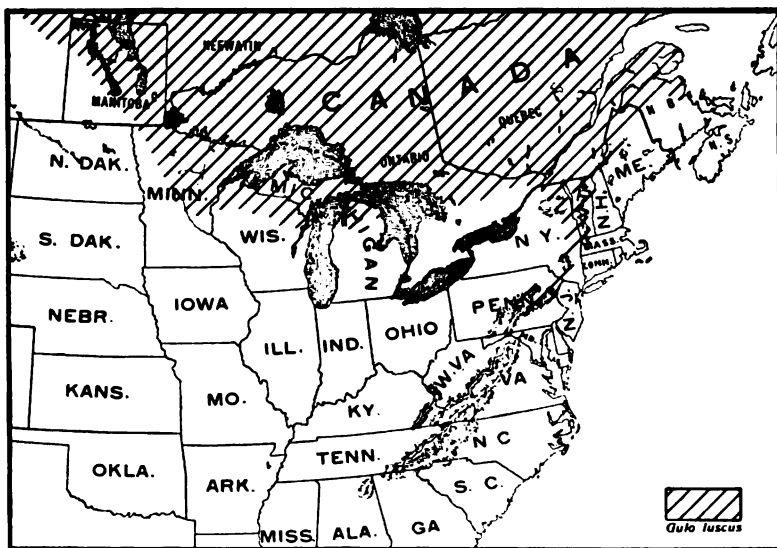 KEEWATIN
CANADA
MANITOBA
QUEBEC
N.B.
N.S.
ONTARIO
N. DAK.
MINN.
MICHIGAN
ME.
N.H.
S. DAK.
WIS.
N Y.
MASS.
CONN.
NEBR.
IOWA
PENN
N.J.
ILL.
IND.
OHIO
W.VA
VA
KANS.
MO.
KY.
N C
TENN.
OKLA.
ARK.
S. C.
MISS.
ALA.
GA
Gulo luscus